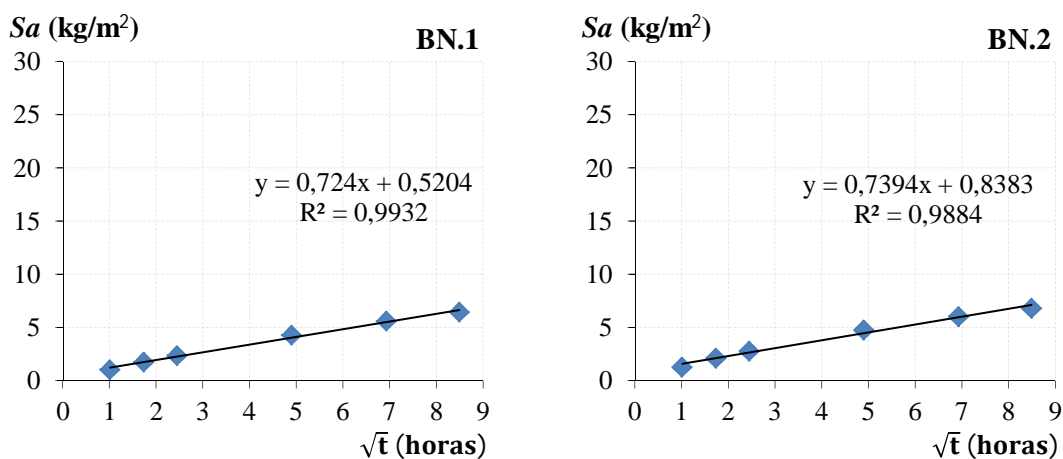 Sa (kg/m²)
BN.1
30
25
20
15
10
5
0
y = 0,724x + 0,5204
R² = 0,9932
0 1 2 3 4 5 6 7 8 9
√t (horas)
Sa (kg/m²)
BN.2
30
25
20
15
10
5
0
y = 0,7394x + 0,8383
R² = 0,9884
0 1 2 3 4 5 6 7 8 9
√t (horas)